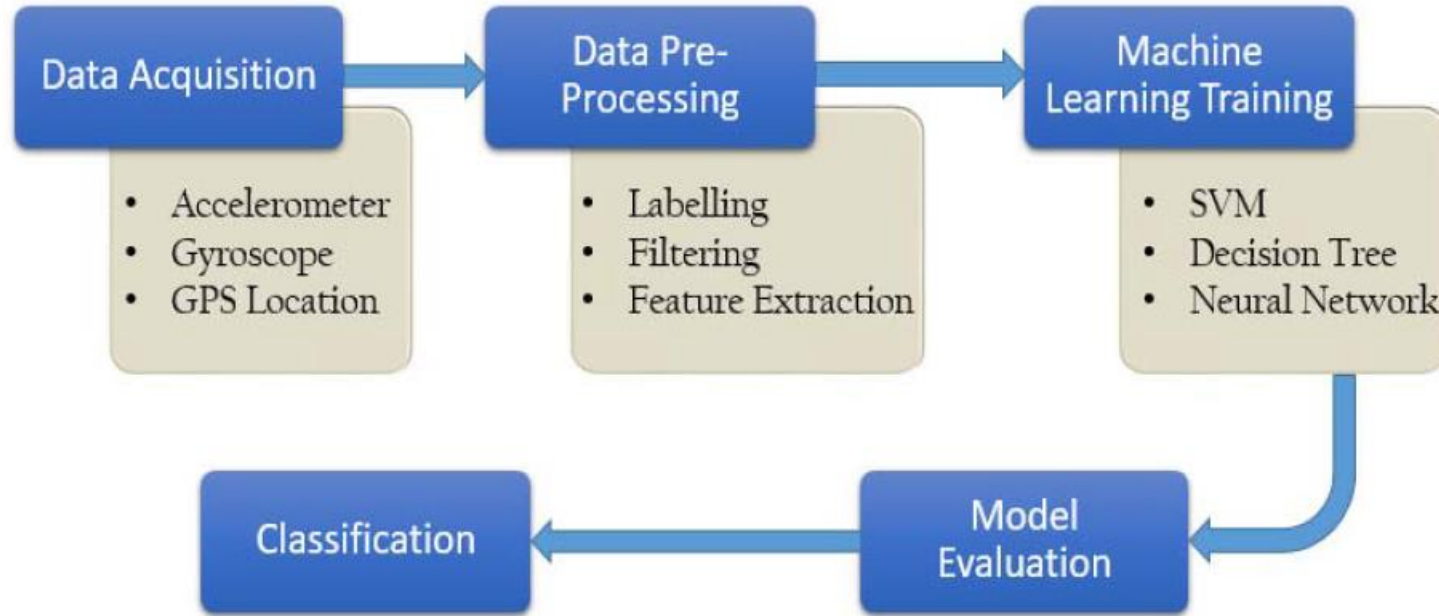 Data Acquisition
• Accelerometer
• Gyroscope
• GPS Location
Data Pre-
Processing
• Labelling
• Filtering
• Feature Extraction
Machine
Learning Training
• SVM
• Decision Tree
• Neural Network
Model
Evaluation
Classification